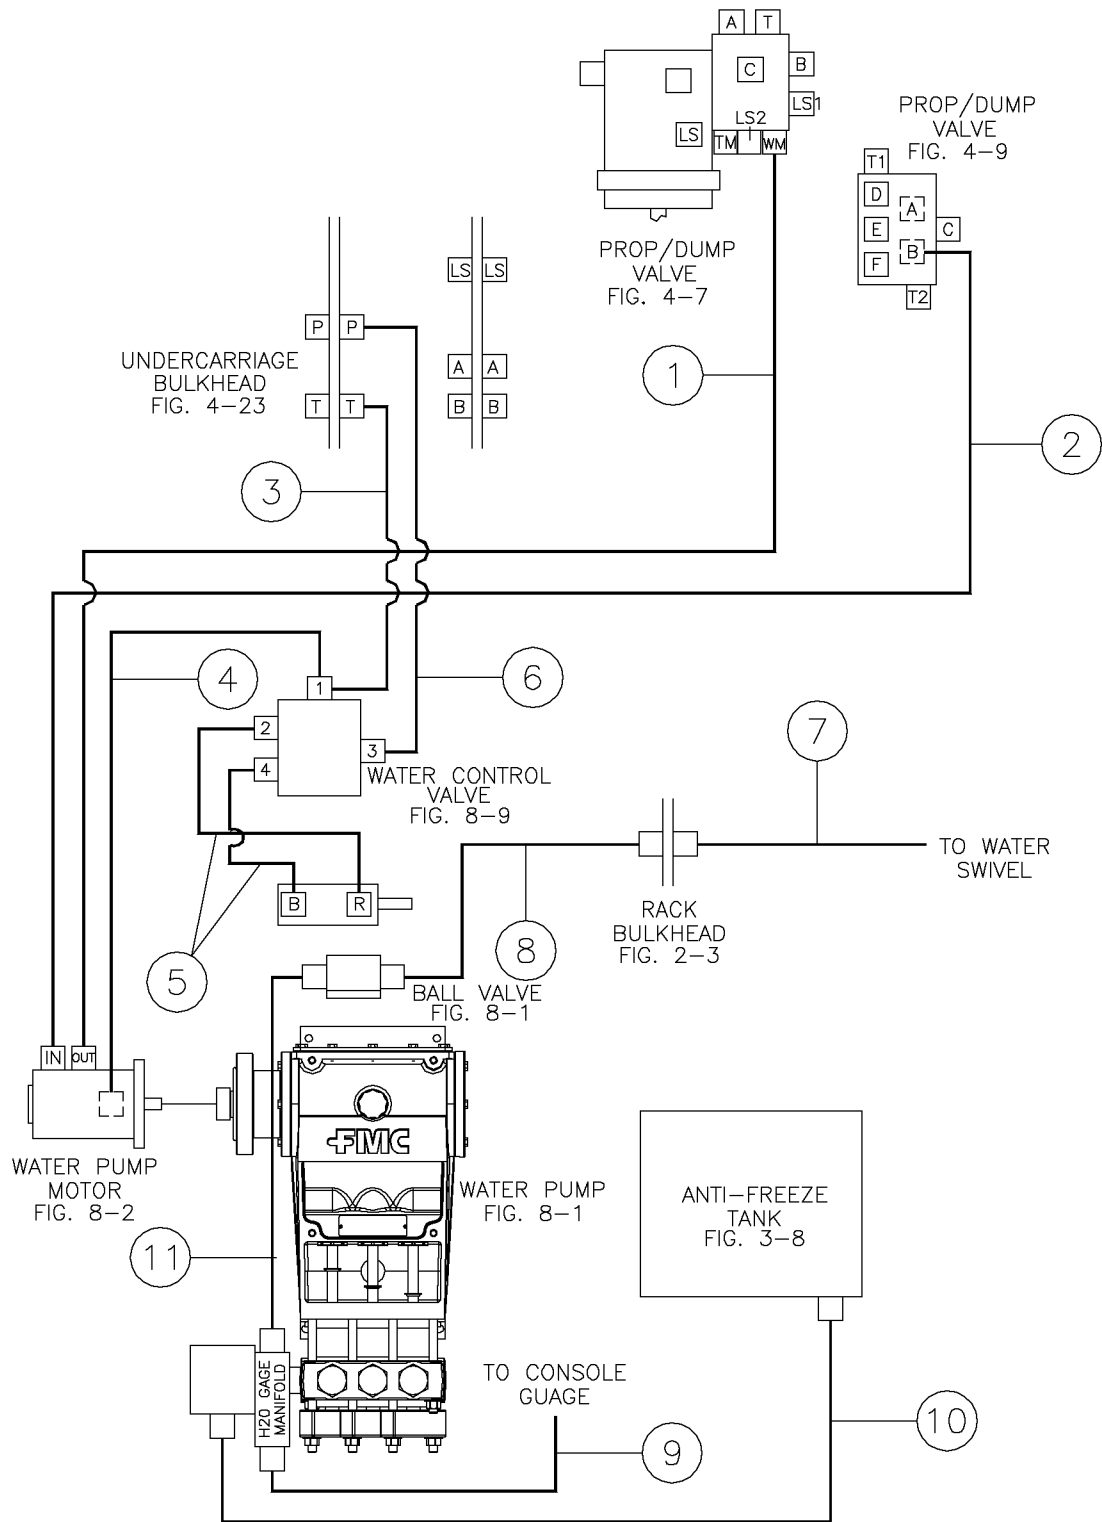 A T
C
B
LS1
LS2
LS
TM
WM
PROP/DUMP
VALVE
FIG. 4-7
PROP/DUMP
VALVE
FIG. 4-9
T1
D
A
E
C
B
F
T2
LS LS
P P
A A
T T
B B
UNDERCARRIAGE
BULKHEAD
FIG. 4-23
1
2
3
4
6
1
2
3
4
WATER CONTROL
VALVE
FIG. 8-9
7
TO WATER
SWIVEL
RACK
BULKHEAD
FIG. 2-3
B R
8
5
BALL VALVE
FIG. 8-1
IN OUT
FMC
WATER PUMP
MOTOR
FIG. 8-2
WATER PUMP
FIG. 8-1
ANTI-FREEZE
TANK
FIG. 3-8
11
H20 GAGE
MANIFOLD
TO CONSOLE
GUAGE
9
10